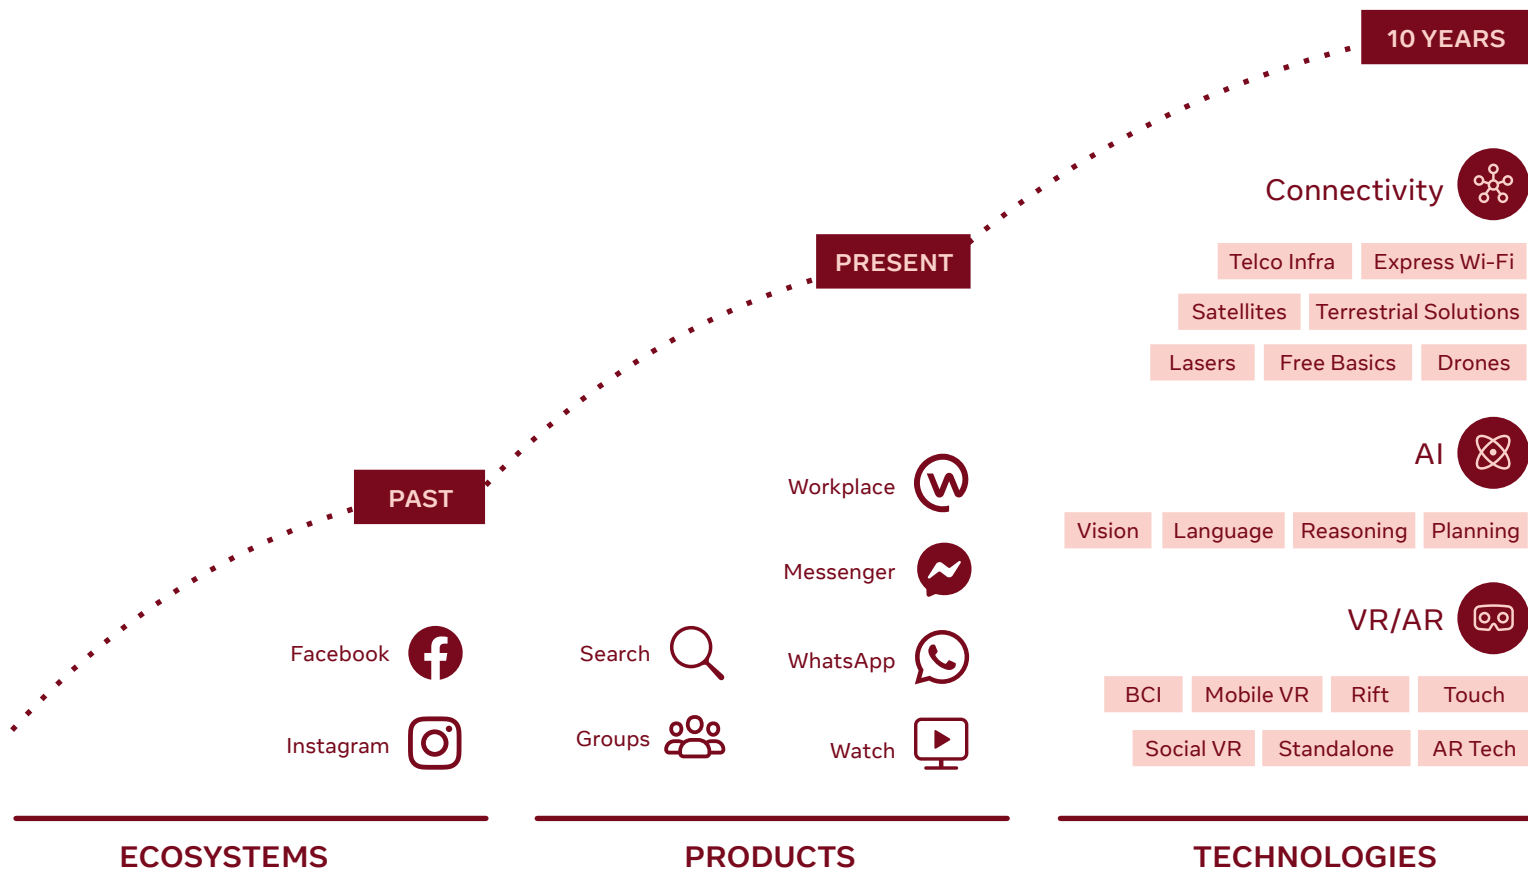 10 YEARS
Connectivity
Telco Infra Express Wi-Fi
Satellites Terrestrial Solutions
Lasers Free Basics Drones
AI
Vision Language Reasoning Planning
VR/AR
BCI Mobile VR Rift Touch
Social VR Standalone AR Tech
TECHNOLOGIES
PRESENT
Workplace
Messenger
Search WhatsApp
Groups Watch
PRODUCTS
PAST
Facebook
Instagram
ECOSYSTEMS